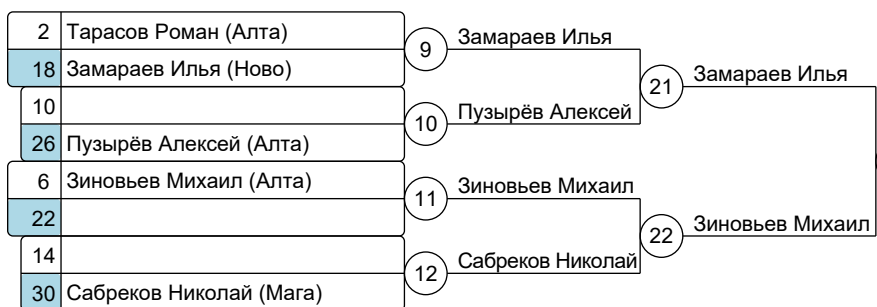 2 Тарасов Роман (Алта)
9 Замараев Илья
18 Замараев Илья (Ново)
21 Замараев Илья
10
10 Пузырёв Алексей
26 Пузырёв Алексей (Алта)
6 Зиновьев Михаил (Алта)
11 Зиновьев Михаил
22
22 Зиновьев Михаил
14
12 Сабреков Николай
30 Сабреков Николай (Мага)